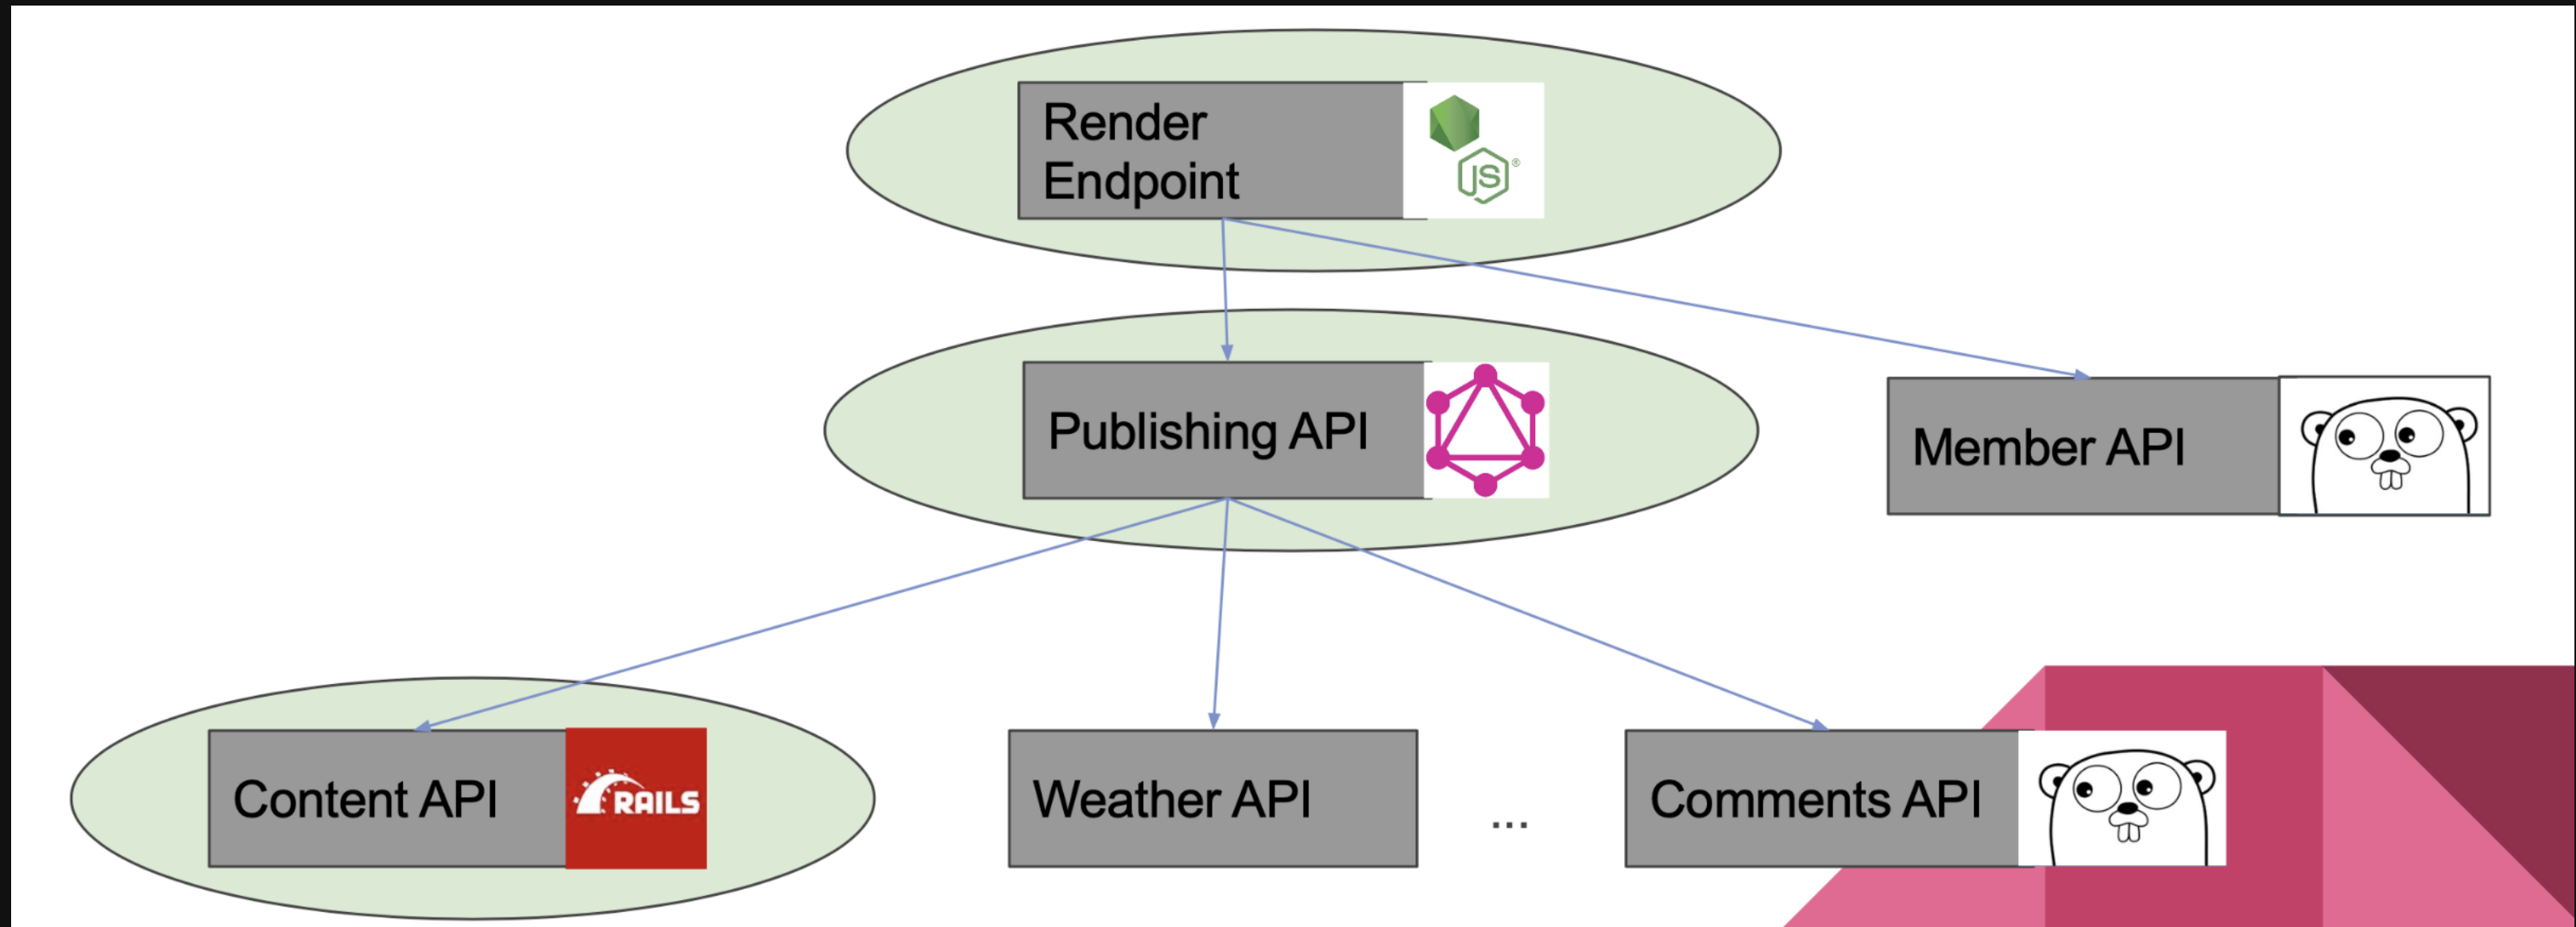 Render
Endpoint
JS®
Publishing API
Member API
Content API
RAILS
Weather API
...
Comments API